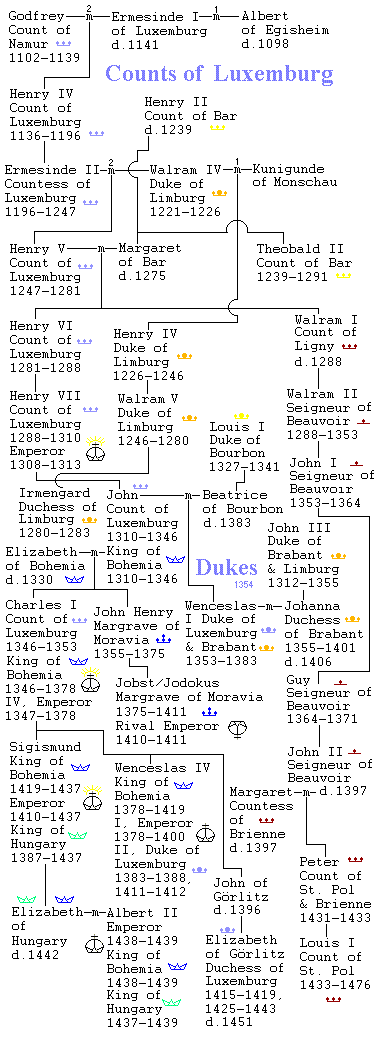 Godfrey 2 m Ermesinde I 1 m Albert
Count of
Namur
1102–1139
of Luxemburg
d.1141
of Egisheim
d.1098
Counts of Luxemburg
Henry IV
Count of
Luxemburg
1136–1196
Henry II
Count of Bar
d.1239
Ermesinde II 2 m Walram IV 1 m Kunigunde
Countess of
Luxemburg
1196–1247
Duke of
Limburg
1221–1226
of Monschau
Henry V m Margaret
Count of
Luxemburg
1247–1281
of Bar
d.1275
Theobald II
Count of Bar
1239–1291
Henry VI
Count of
Luxemburg
1281–1288
Henry IV
Duke of
Limburg
1226–1246
Walram I
Count of
Ligny
d.1288
Henry VII
Count of
Luxemburg
1288–1310
Emperor
1308–1313
Walram V
Duke of
Limburg
1246–1280
Louis I
Duke of
Bourbon
1327–1341
Walram II
Seigneur of
Beauvoir
1288–1353
John I
Seigneur of
Beauvoir
1353–1364
Irmengard
Duchess of
Limburg
1280–1283
John m Beatrice
Count of
Luxemburg
1310–1346
King of
Bohemia
1310–1346
of Bourbon
d.1383
John III
Duke of
Brabant
& Limburg
1312–1355
Elizabeth m
of Bohemia
d.1330
Dukes
1354
Charles I
Count of
Luxemburg
1346–1353
King of
Bohemia
1346–1378
IV, Emperor
1347–1378
John Henry
Margrave of
Moravia
1355–1375
Wenceslas m Johanna
I Duke of
Luxemburg
& Brabant
1353–1383
Duchess
of Brabant
1355–1401
d.1406
Jobst/Jodokus
Margrave of Moravia
1375–1411
Rival Emperor
1410–1411
Guy
Seigneur of
Beauvoir
1364–1371
Sigismund
King of
Bohemia
1419–1437
Emperor
1410–1437
King of
Hungary
1387–1437
Wenceslas IV
King of
Bohemia
1378–1419
I, Emperor
1378–1400
II, Duke of
Luxemburg
1383–1388,
1411–1412
John II
Seigneur of
Beauvoir
d.1397
Margaret m
Countess
of
Brienne
d.1397
John of
Görlitz
d.1396
Peter
Count of
St. Pol
& Brienne
1431–1433
Elizabeth m Albert II
of
Hungary
d.1442
Emperor
1438–1439
King of
Bohemia
1438–1439
King of
Hungary
1437–1439
Elizabeth
of Görlitz
Duchess of
Luxemburg
1415–1419,
1425–1443
d.1451
Louis I
Count of
St. Pol
1433–1476